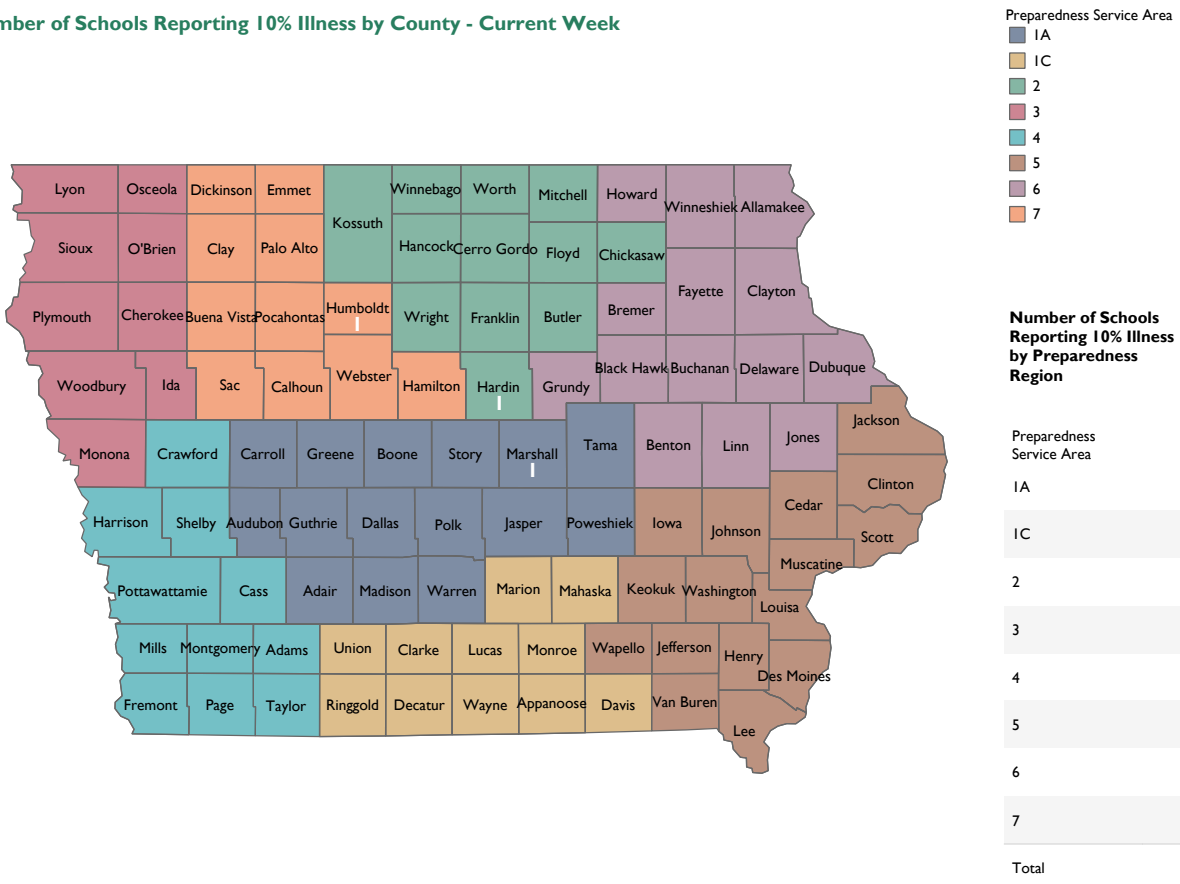 mber of Schools Reporting 10% Illness by County - Current Week
Preparedness Service Area
1A
1C
2
3
4
5
6
7
Lyon
Osceola
Dickinson
Emmet
Kossuth
Winnebago
Worth
Mitchell
Howard
Winneshiek
Allamakee
Sioux
O'Brien
Clay
Palo Alto
Hancock
Cerro Gordo
Floyd
Chickasaw
Plymouth
Cherokee
Buena Vista
Pocahontas
Humboldt
1
Wright
Franklin
Butler
Bremer
Fayette
Clayton
Woodbury
Ida
Sac
Calhoun
Webster
Hamilton
Hardin
1
Grundy
Black Hawk
Buchanan
Delaware
Dubuque
Monona
Crawford
Carroll
Greene
Boone
Story
Marshall
1
Tama
Benton
Linn
Jones
Jackson
Clinton
Harrison
Shelby
Audubon
Guthrie
Dallas
Polk
Jasper
Poweshiek
Iowa
Johnson
Cedar
Scott
Muscatine
Pottawattamie
Cass
Adair
Madison
Warren
Marion
Mahaska
Keokuk
Washington
Louisa
Mills
Montgomery
Adams
Union
Clarke
Lucas
Monroe
Wapello
Jefferson
Henry
Des Moines
Fremont
Page
Taylor
Ringgold
Decatur
Wayne
Appanoose
Davis
Van Buren
Lee
Number of Schools
Reporting 10% Illness
by Preparedness
Region
Preparedness
Service Area
1A
1C
2
3
4
5
6
7
Total